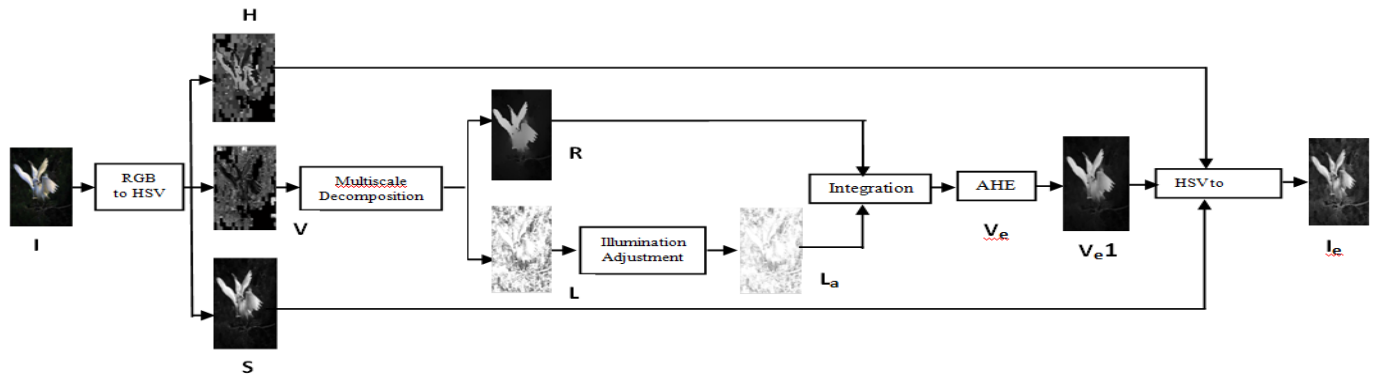 H
I
RGB
to HSV
V
S
Multiscale
Decomposition
R
L
Illumination
Adjustment
La
Integration
AHE
Ve
Ve1
HSV to
Ie